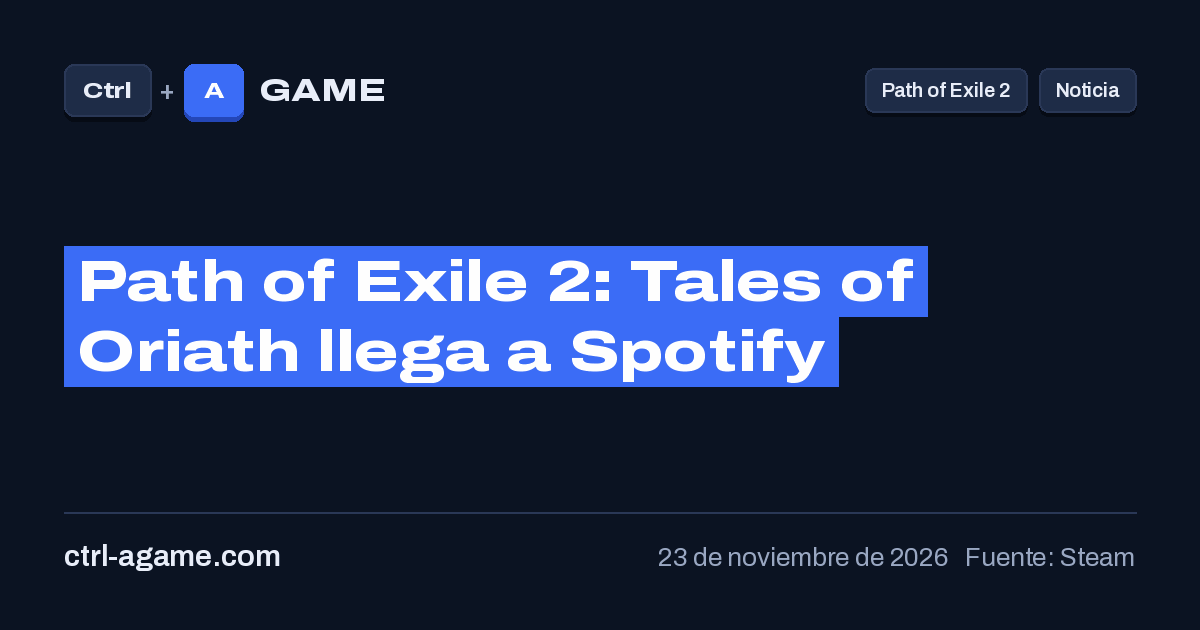 Ctrl + A GAME
Path of Exile 2 Noticia
Path of Exile 2: Tales of
Oriath llega a Spotify
ctrl-agame.com
23 de noviembre de 2026 Fuente: Steam